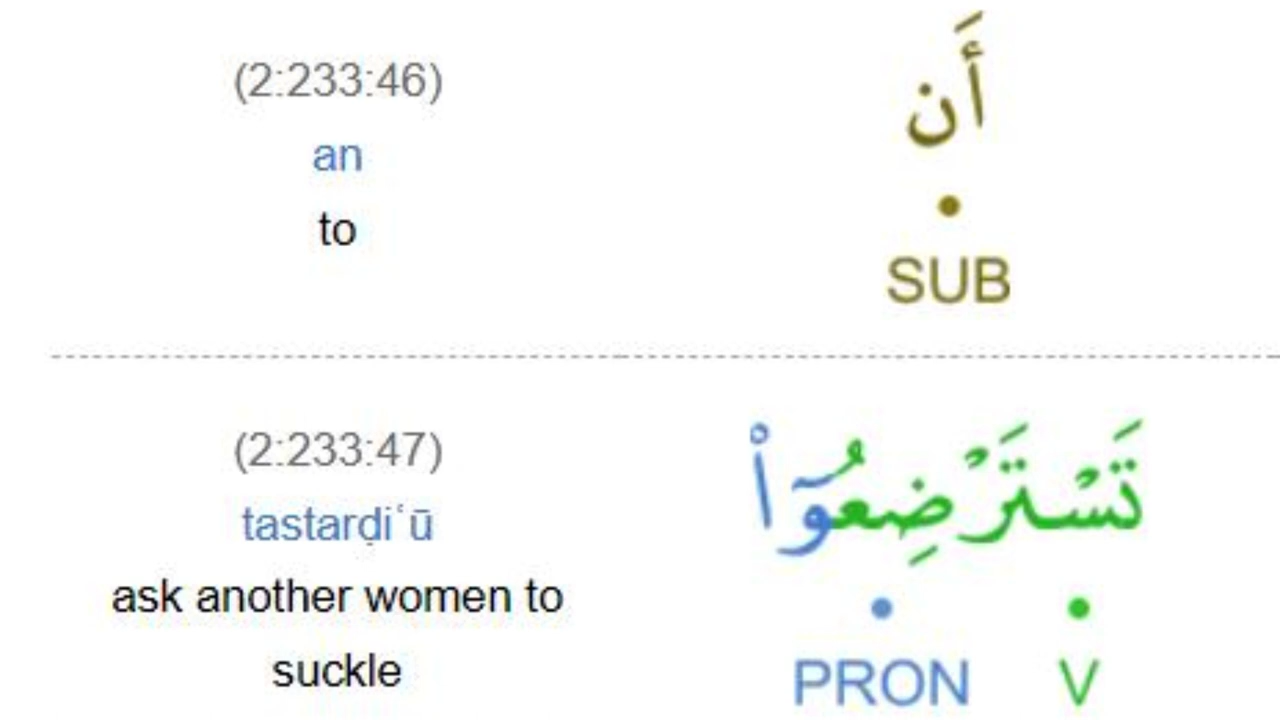 (2:233:46)
an
to
أَن
SUB
(2:233:47)
tastarḍiʿū
ask another women to
suckle
تَسْتَرْضِعُوٓا۟
PRON V